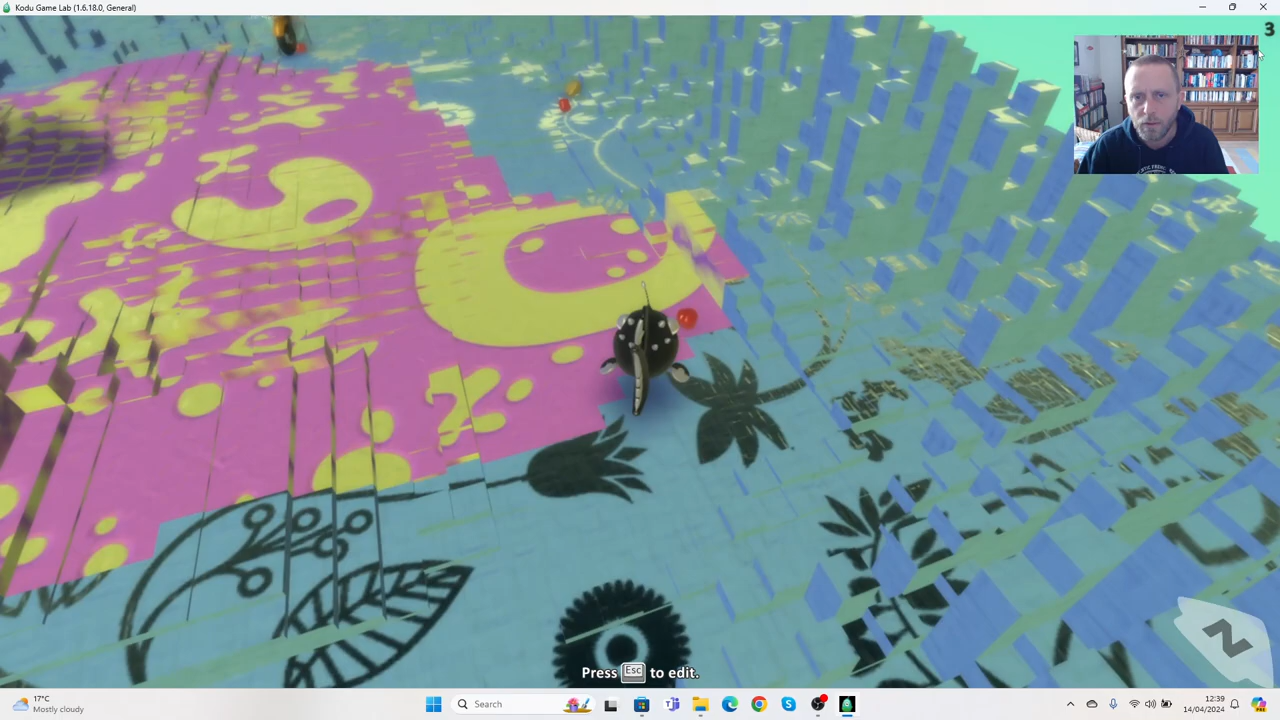 Kodu Game Lab (1.6.18.0, General)
3
Press Esc to edit.
17°C
Mostly cloudy
Search
12:39
14/04/2024